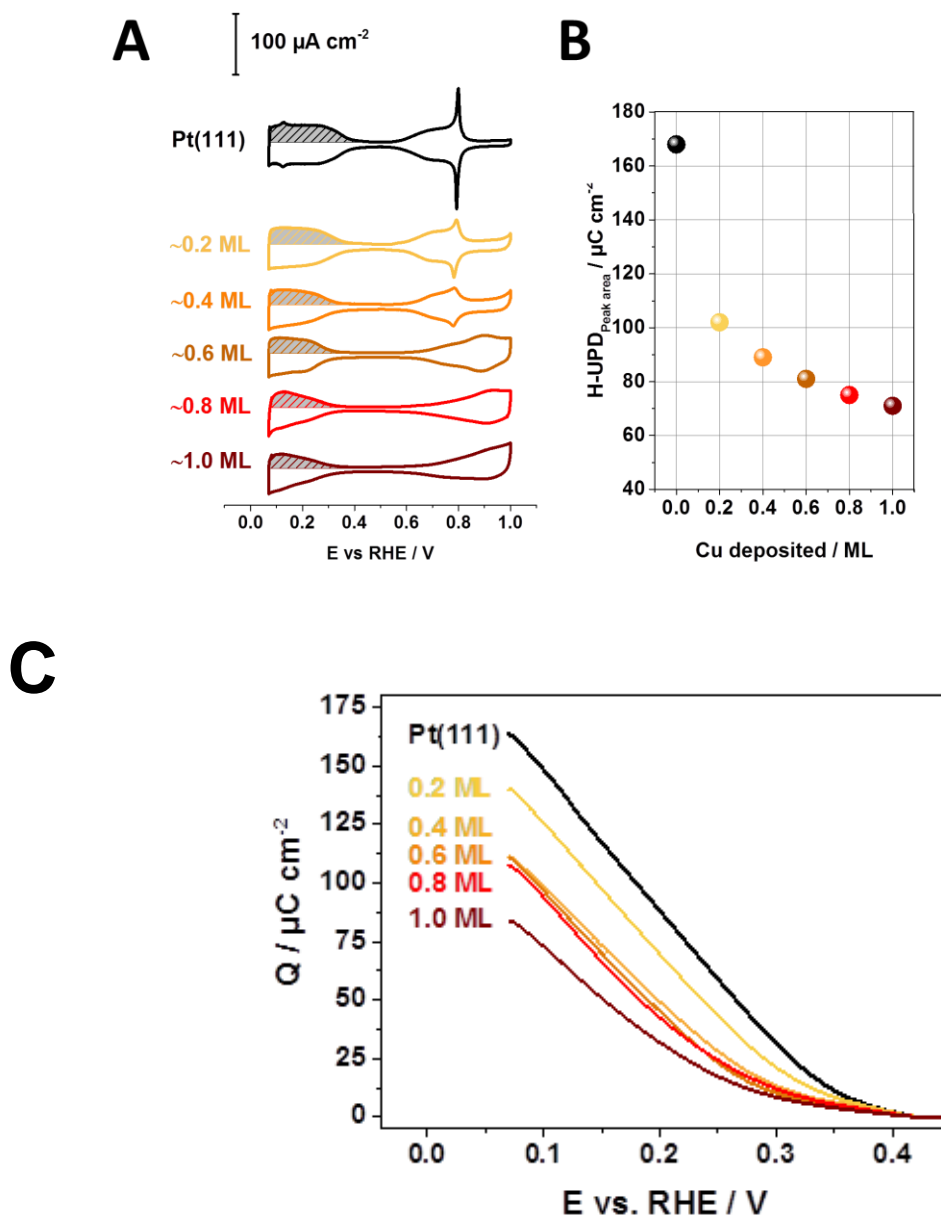 A
100 µA cm-2
Pt(111)
~0.2 ML
~0.4 ML
~0.6 ML
~0.8 ML
~1.0 ML
0.0 0.2 0.4 0.6 0.8 1.0
E vs RHE / V
B
180
160
140
120
100
80
60
40
H-UPDPeak area / µC cm-2
0.0 0.2 0.4 0.6 0.8 1.0
Cu deposited / ML
C
175
150
125
100
75
50
25
0
Q / µC cm-2
Pt(111)
0.2 ML
0.4 ML
0.6 ML
0.8 ML
1.0 ML
0.0 0.1 0.2 0.3 0.4
E vs. RHE / V